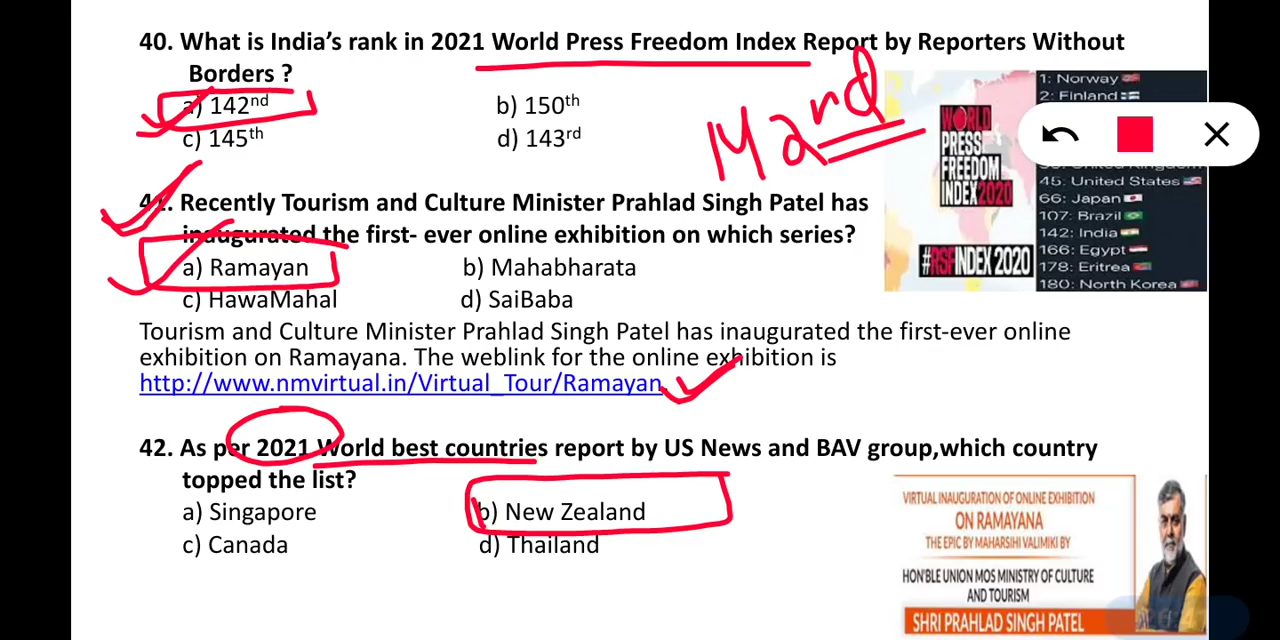 40. What is India's rank in 2021 World Press Freedom Index Report by Reporters Without
Borders ?
a) 142nd
b) 150th
c) 145th
d) 143rd
1: Norway
2: Finland
WORLD
PRESS
FREEDOM
INDEX2020
45: United States
66: Japan
107: Brazil
142: India
166: Egypt
178: Eritrea
180: North Korea
#RSFINDEX 2020
41. Recently Tourism and Culture Minister Prahlad Singh Patel has
inaugurated the first- ever online exhibition on which series?
a) Ramayan
b) Mahabharata
c) HawaMahal
d) SaiBaba
Tourism and Culture Minister Prahlad Singh Patel has inaugurated the first-ever online
exhibition on Ramayana. The weblink for the online exhibition is
http://www.nmvirtual.in/Virtual_Tour/Ramayan
42. As per 2021 World best countries report by US News and BAV group,which country
topped the list?
a) Singapore
b) New Zealand
c) Canada
d) Thailand
VIRTUAL INAUGURATION OF ONLINE EXHIBITION
ON RAMAYANA
THE EPIC BY MAHARSIHI VALIMIKI BY
HON'BLE UNION MOS MINISTRY OF CULTURE
AND TOURISM
SHRI PRAHLAD SINGH PATEL